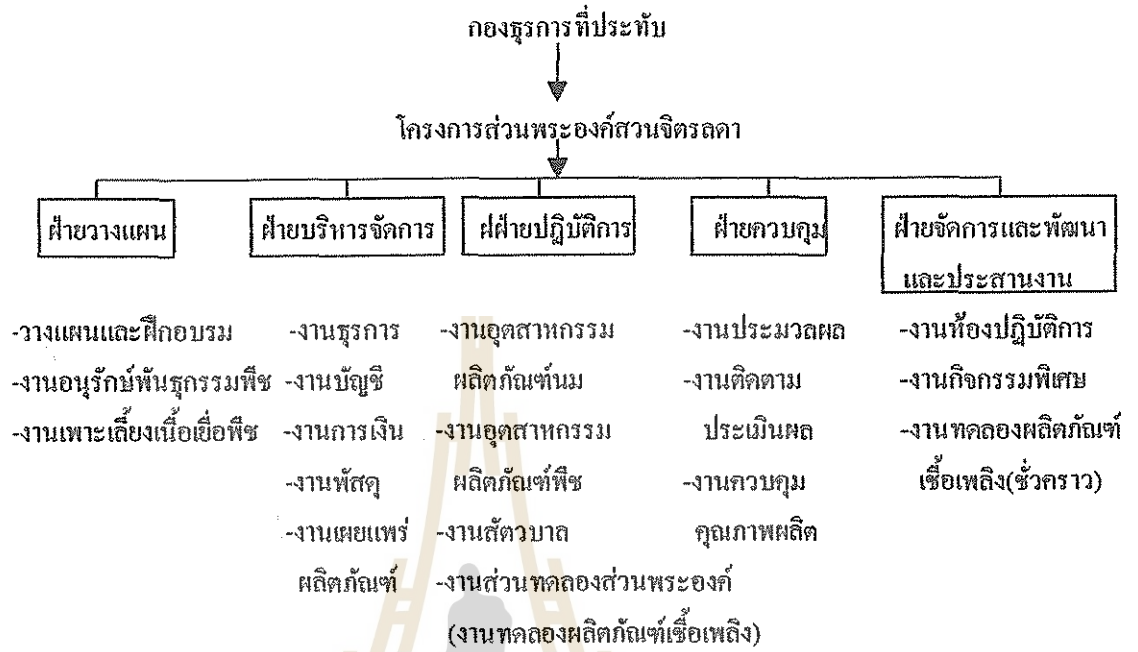 กองธุรการที่ประทับ
โครงการส่วนพระองค์สวนจิตรลดา
ฝ่ายวางแผน
-วางแผนและฝึกอบรม
-งานอนุรักษ์พันธุกรรมพืช
-งานเพาะเลี้ยงเนื้อเยื่อพืช
ฝ่ายบริหารจัดการ
-งานธุรการ
-งานบัญชี
-งานการเงิน
-งานพัสดุ
-งานเผยแพร่
ผลิตภัณฑ์
ฝฝ่ายปฏิบัติการ
-งานอุตสาหกรรม
ผลิตภัณฑ์นม
-งานอุตสาหกรรม
ผลิตภัณฑ์พืช
-งานสัตวบาล
-งานส่วนทดลองส่วนพระองค์
(งานทดลองผลิตภัณฑ์เชื้อเพลิง)
ฝ่ายควบคุม
-งานประมวลผล
-งานติดตาม
ประเมินผล
-งานควบคุม
คุณภาพผลิต
ฝ่ายจัดการและพัฒนา
และประสานงาน
-งานห้องปฏิบัติการ
-งานกิจกรรมพิเศษ
-งานทดลองผลิตภัณฑ์
เชื้อเพลิง(ชั่วคราว)